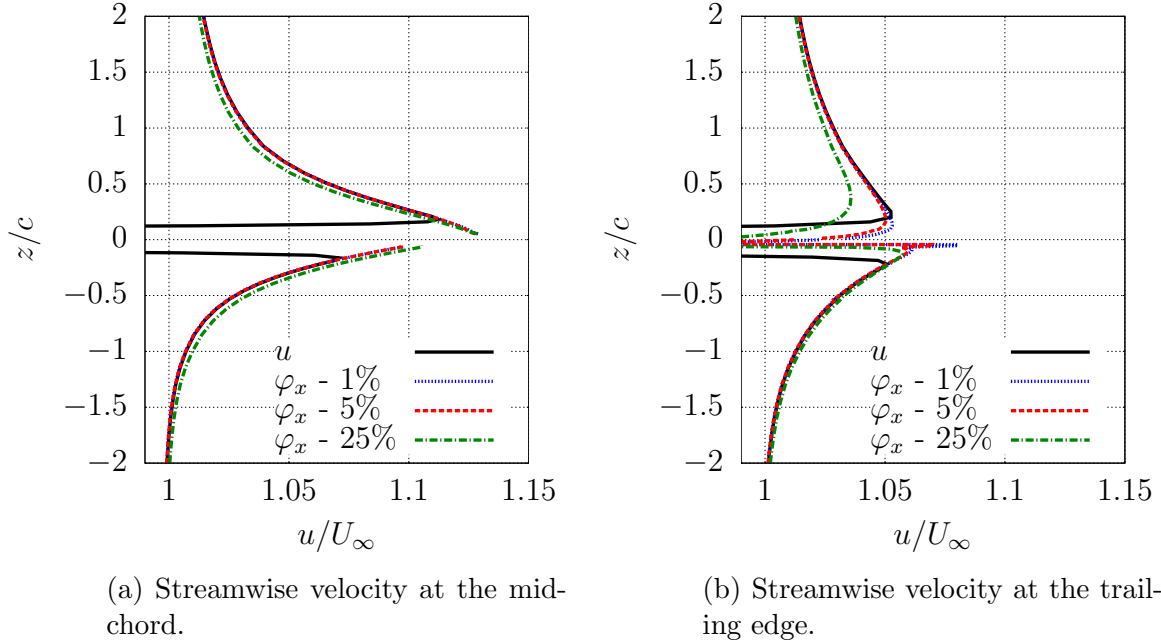 2
1.5
1
0.5
0
−0.5
−1
−1.5
−2
z/c
1 1.05 1.1 1.15
u/U∞
u
φx - 1%
φx - 5%
φx - 25%
(a) Streamwise velocity at the mid-
chord.
2
1.5
1
0.5
0
−0.5
−1
−1.5
−2
z/c
1 1.05 1.1 1.15
u/U∞
u
φx - 1%
φx - 5%
φx - 25%
(b) Streamwise velocity at the trail-
ing edge.